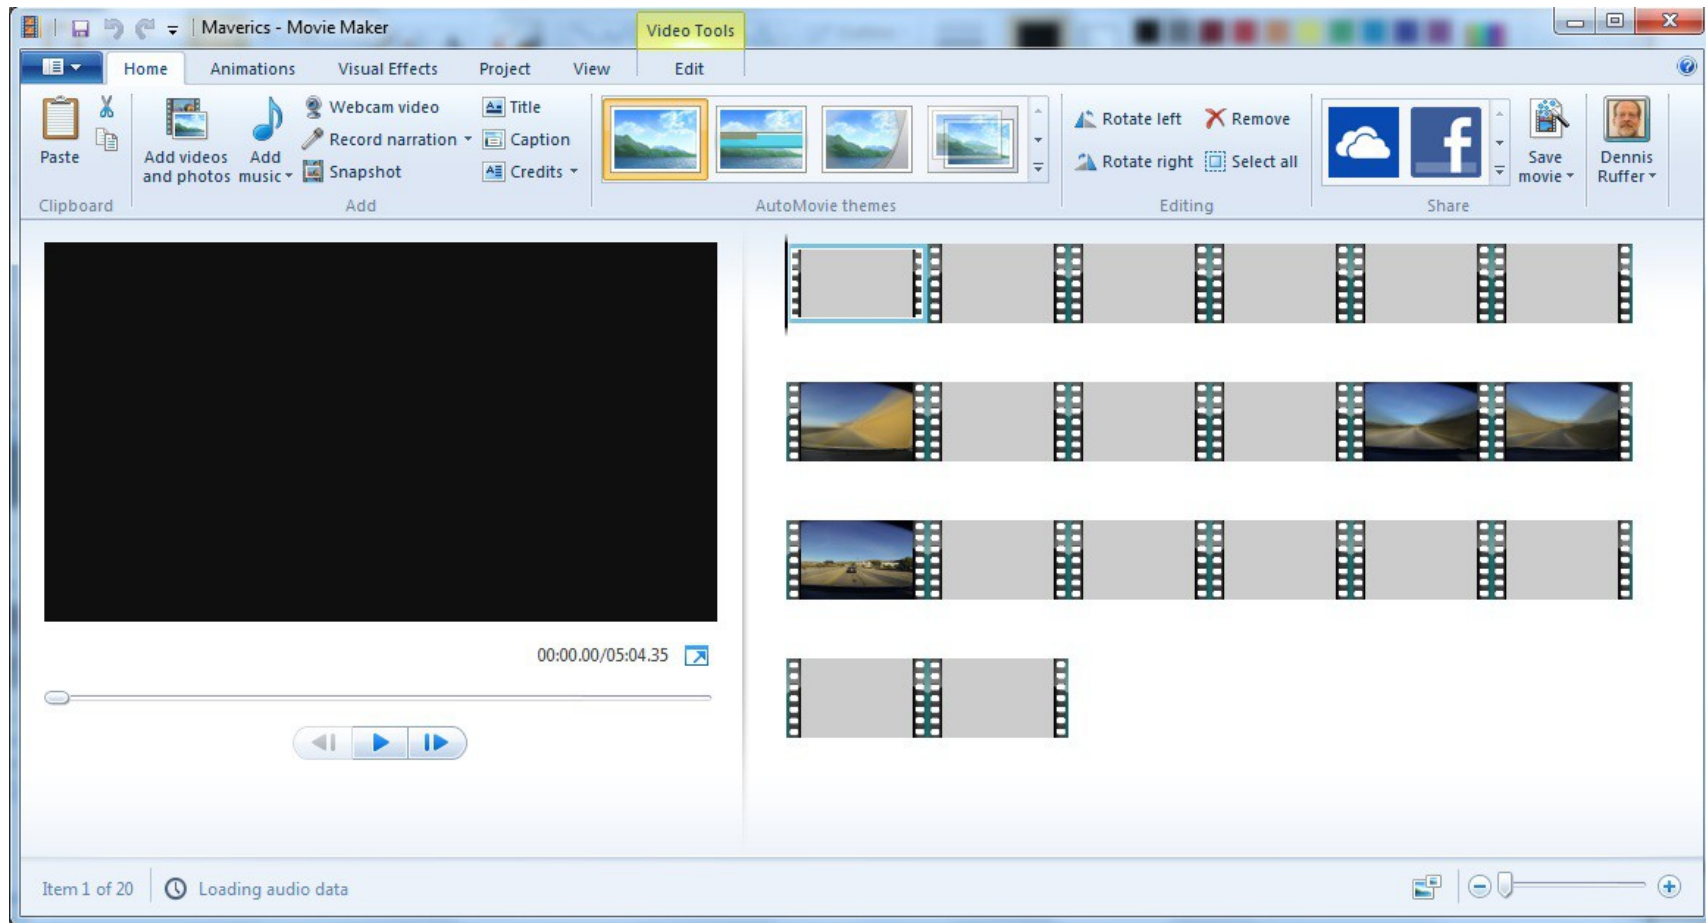 Maverics - Movie Maker
Video Tools
Home Animations Visual Effects Project View Edit
Paste
Add videos and photos
Add music
Webcam video
Record narration
Snapshot
Title
Caption
Credits
Rotate left
Rotate right
Remove
Select all
f
Save movie
Dennis Ruffer
Clipboard Add AutoMovie themes Editing Share
00:00.00/05:04.35
Item 1 of 20
Loading audio data